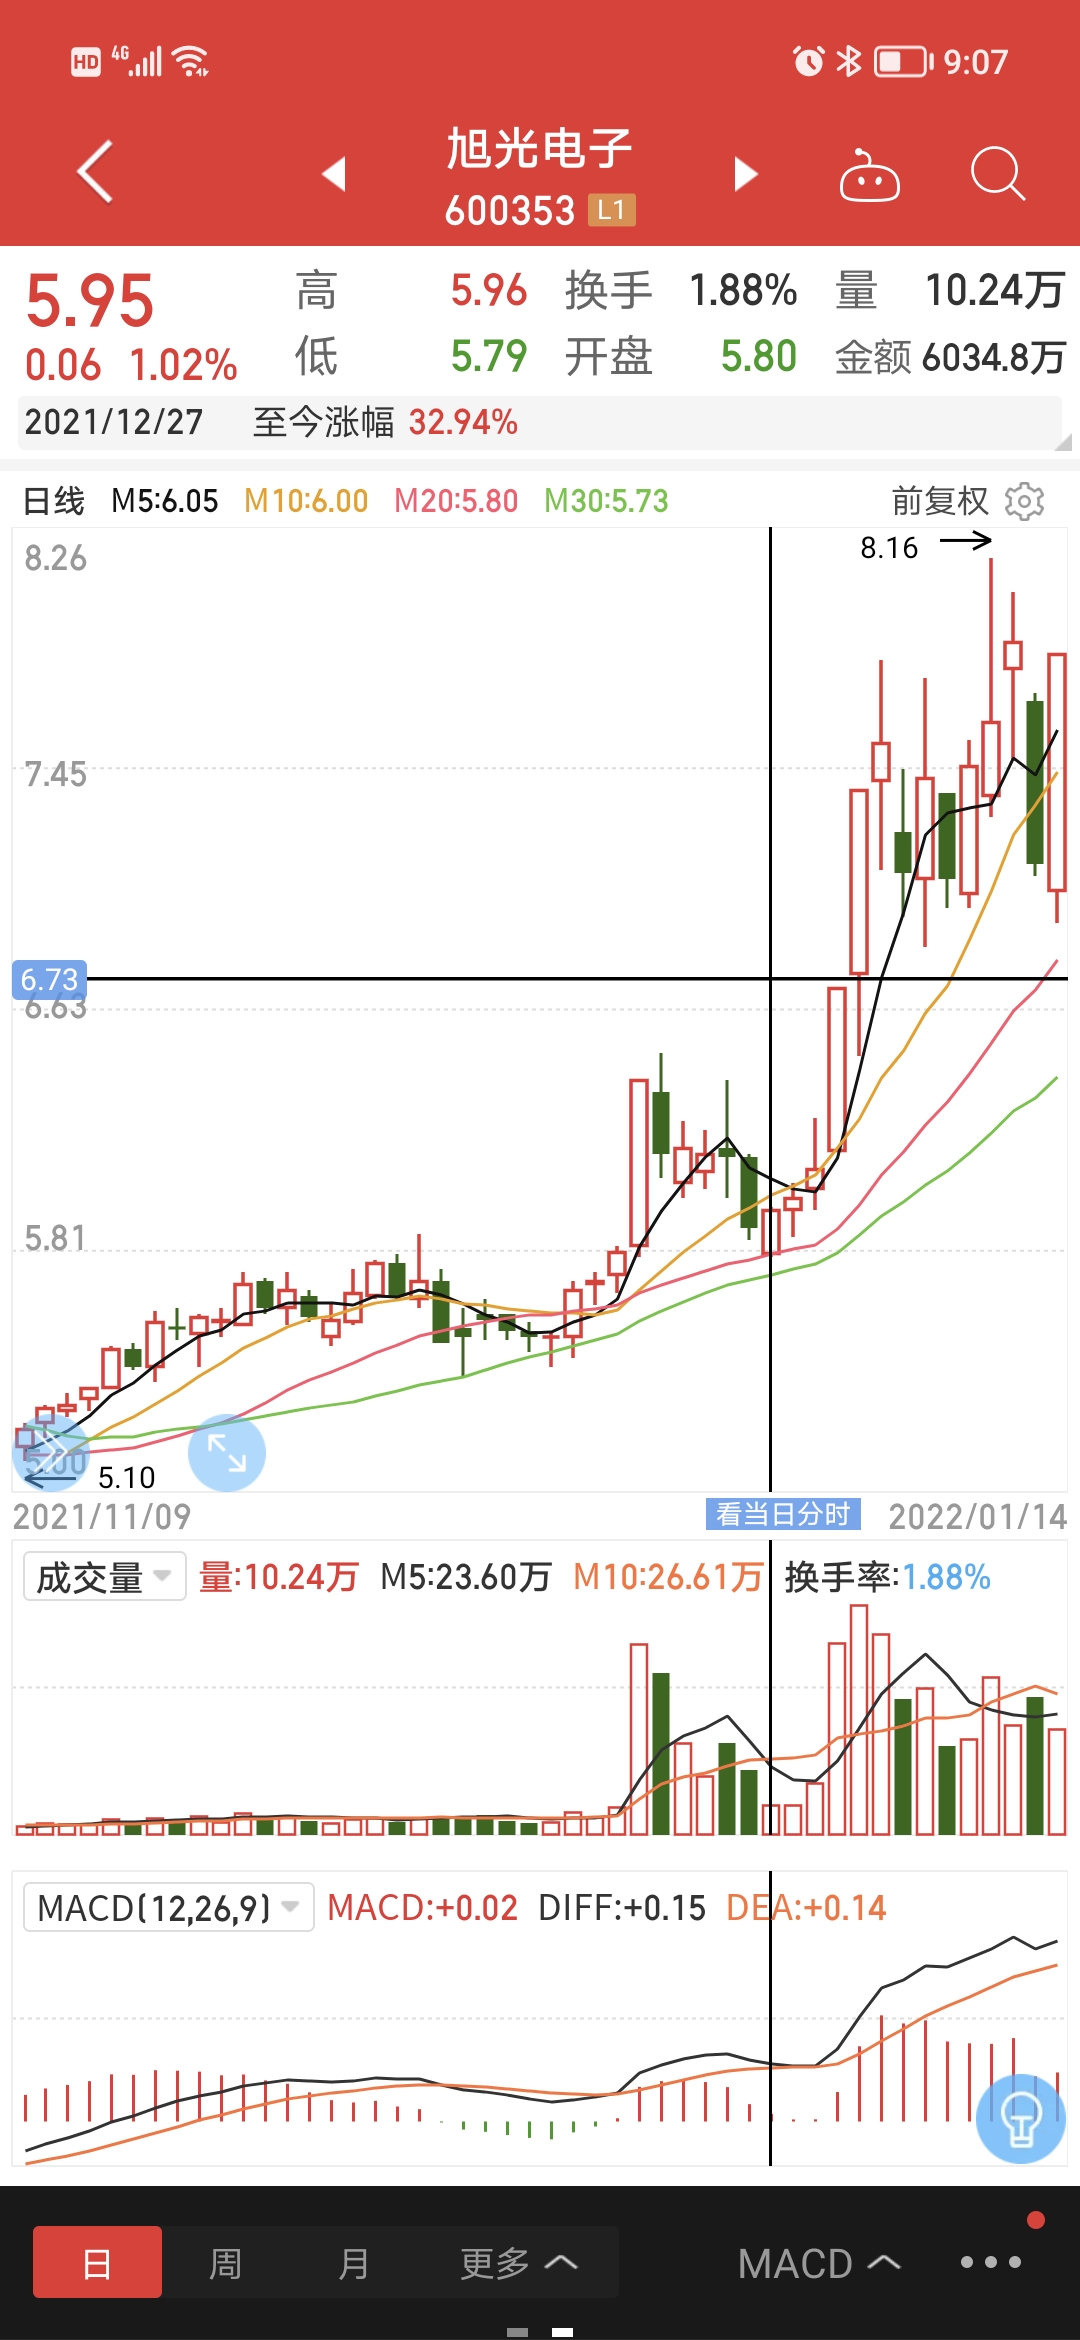 HD 4G 9:07
旭光电子
600353 L1
5.95 高 5.96 换手 1.88% 量 10.24万
0.06 1.02% 低 5.79 开盘 5.80 金额 6034.8万
2021/12/27 至今涨幅 32.94%
日线 M5:6.05 M10:6.00 M20:5.80 M30:5.73 前复权
8.26
8.16
7.45
6.73
6.63
5.81
5.00
5.10
2021/11/09 看当日分时 2022/01/14
成交量 量:10.24万 M5:23.60万 M10:26.61万 换手率:1.88%
MACD(12,26,9) MACD:+0.02 DIFF:+0.15 DEA:+0.14
日 周 月 更多 MACD